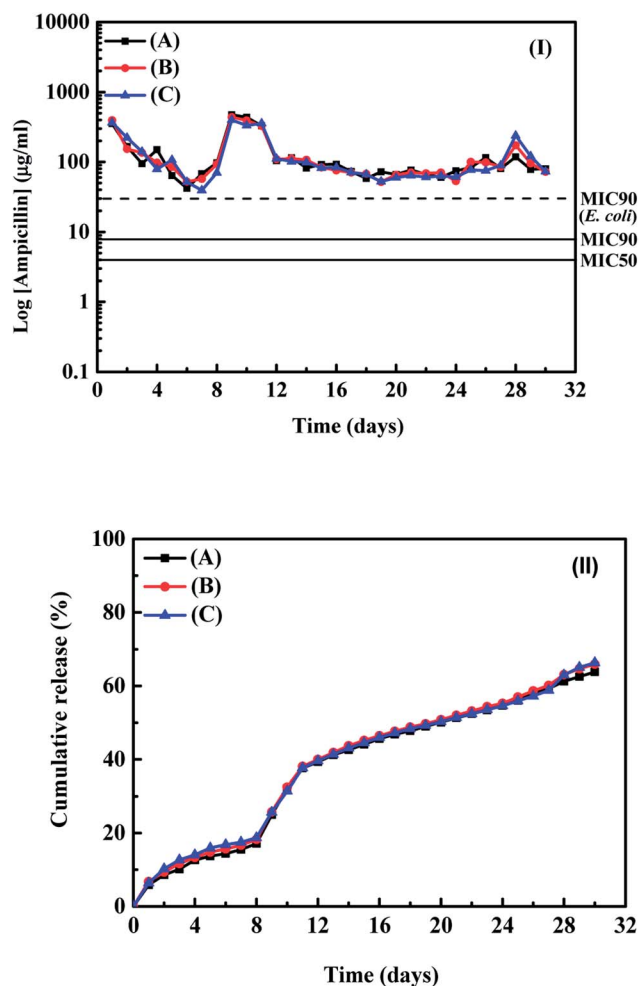 10000
(A)
(B)
(C)
(I)
1000
100
10
1
0.1
Log [Ampicillin] (µg/ml)
MIC90
(E. coli)
MIC90
MIC50
0 4 8 12 16 20 24 28 32
Time (days)
100
(A)
(B)
(C)
(II)
80
60
40
20
0
Cumulative release (%)
0 4 8 12 16 20 24 28 32
Time (days)